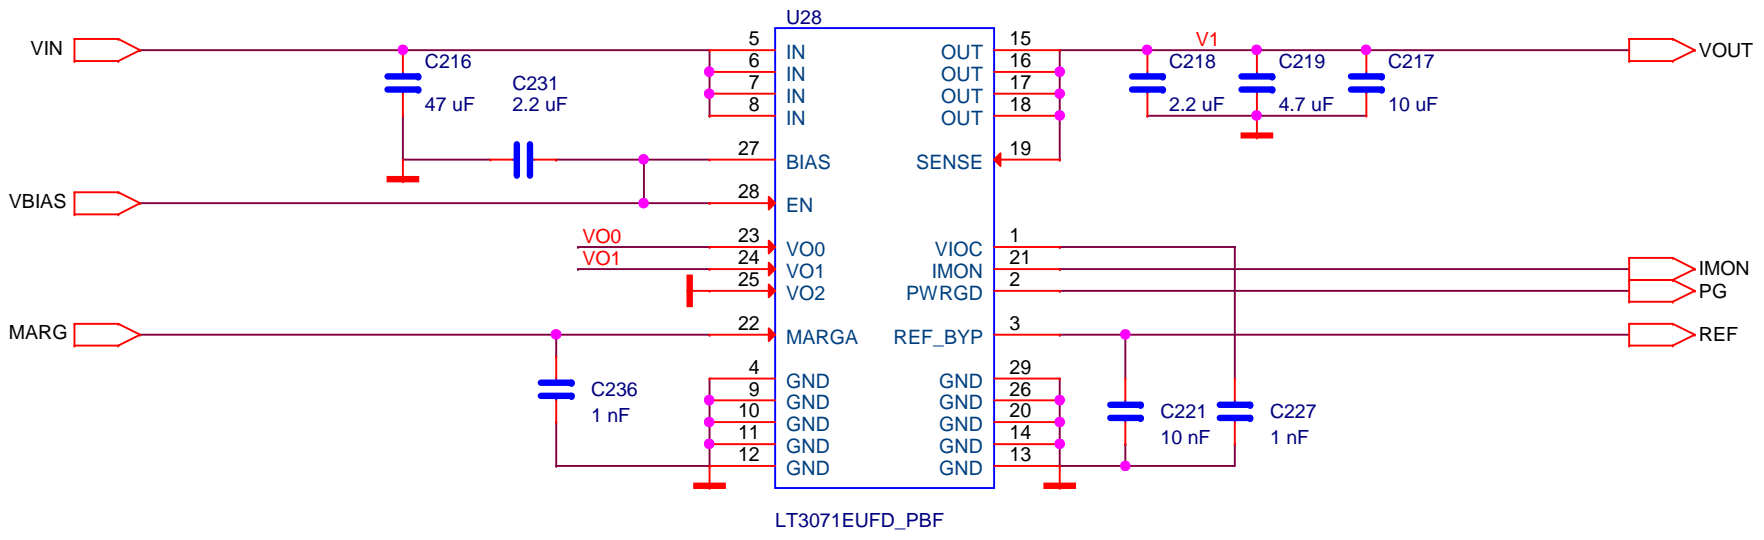 U28
VIN
5
IN
OUT
15
V1
VOUT
C216
47 uF
6
IN
OUT
16
C218
2.2 uF
C219
4.7 uF
C217
10 uF
C231
2.2 uF
7
IN
OUT
17
8
IN
OUT
18
27
BIAS
SENSE
19
VBIAS
28
EN
VO0
23
VO0
VIOC
1
VO1
24
VO1
IMON
21
IMON
25
VO2
PWRGD
2
PG
MARG
22
MARGA
REF_BYP
3
REF
4
GND
GND
29
C236
1 nF
9
GND
GND
26
10
GND
GND
20
C221
10 nF
C227
1 nF
11
GND
GND
14
12
GND
GND
13
LT3071EUFD_PBF